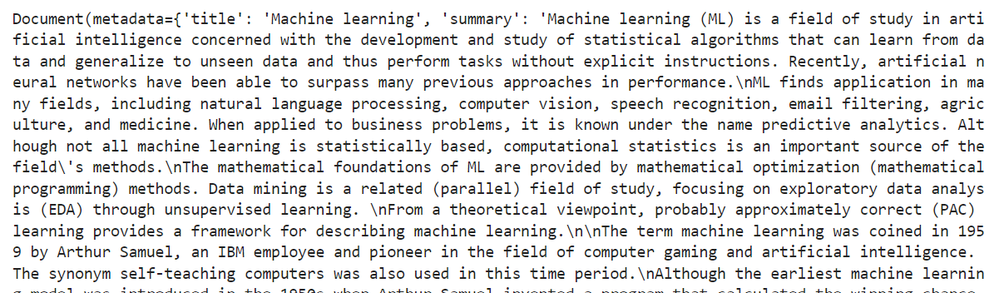 Document(metadata={'title': 'Machine learning', 'summary': 'Machine learning (ML) is a field of study in arti
ficial intelligence concerned with the development and study of statistical algorithms that can learn from da
ta and generalize to unseen data and thus perform tasks without explicit instructions. Recently, artificial n
eural networks have been able to surpass many previous approaches in performance.\nML finds application in ma
ny fields, including natural language processing, computer vision, speech recognition, email filtering, agric
ulture, and medicine. When applied to business problems, it is known under the name predictive analytics. Alt
hough not all machine learning is statistically based, computational statistics is an important source of the
field\'s methods.\nThe mathematical foundations of ML are provided by mathematical optimization (mathematical
programming) methods. Data mining is a related (parallel) field of study, focusing on exploratory data analys
is (EDA) through unsupervised learning. \nFrom a theoretical viewpoint, probably approximately correct (PAC)
learning provides a framework for describing machine learning.\n\nThe term machine learning was coined in 195
9 by Arthur Samuel, an IBM employee and pioneer in the field of computer gaming and artificial intelligence.
The synonym self-teaching computers was also used in this time period.\nAlthough the earliest machine learnin
g model was introduced in the 1950s when Arthur Samuel invented a program that calculated the winning chance